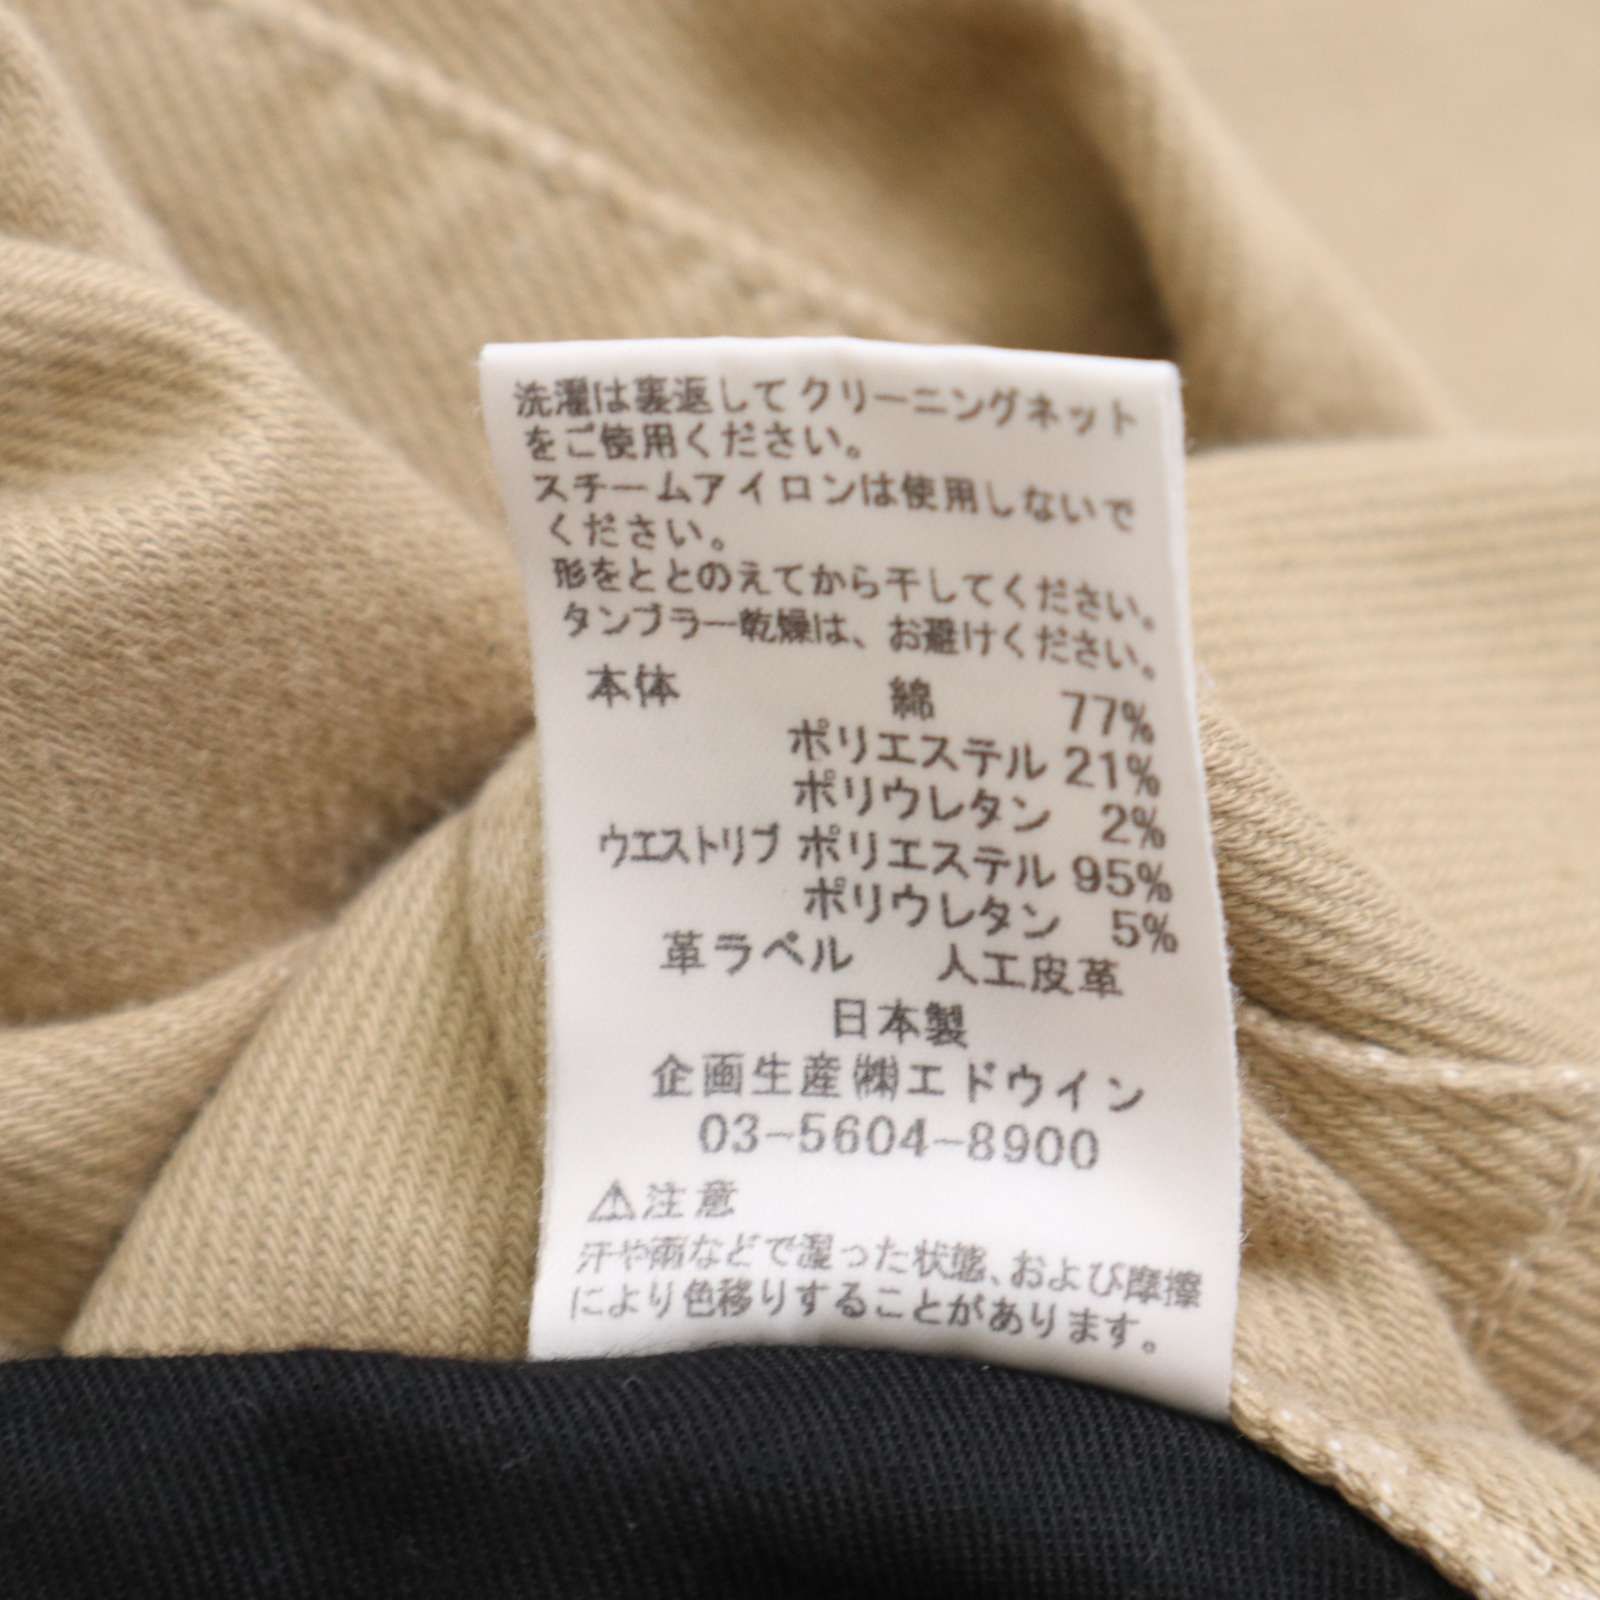 洗濯は裏返してクリーニングネット
をご使用ください。
スチームアイロンは使用しないで
ください。
形をととのえてから干してください。
タンブラー乾燥は、お避けください。
本体 綿 77%
ポリエステル 21%
ポリウレタン 2%
ウエストリブ ポリエステル 95%
ポリウレタン 5%
革ラベル 人工皮革
日本製
企画生産㈱エドウイン
03-5604-8900
⚠注意
汗や雨などで湿った状態、および摩擦
により色移りすることがあります。